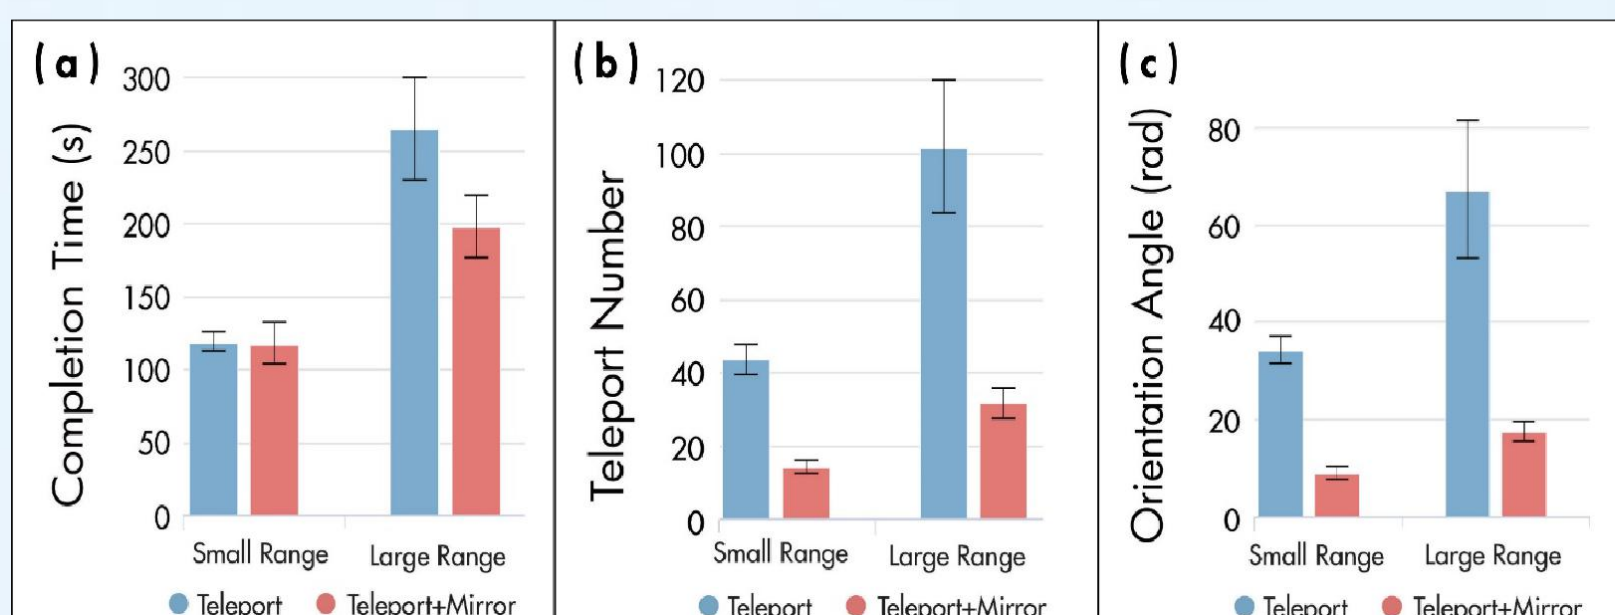 (a)
Completion Time (s)
300
250
200
150
100
50
0
Small Range
Large Range
Teleport
Teleport+Mirror
(b)
Teleport Number
120
100
80
60
40
20
0
Small Range
Large Range
Teleport
Teleport+Mirror
(c)
Orientation Angle (rad)
80
60
40
20
0
Small Range
Large Range
Teleport
Teleport+Mirror